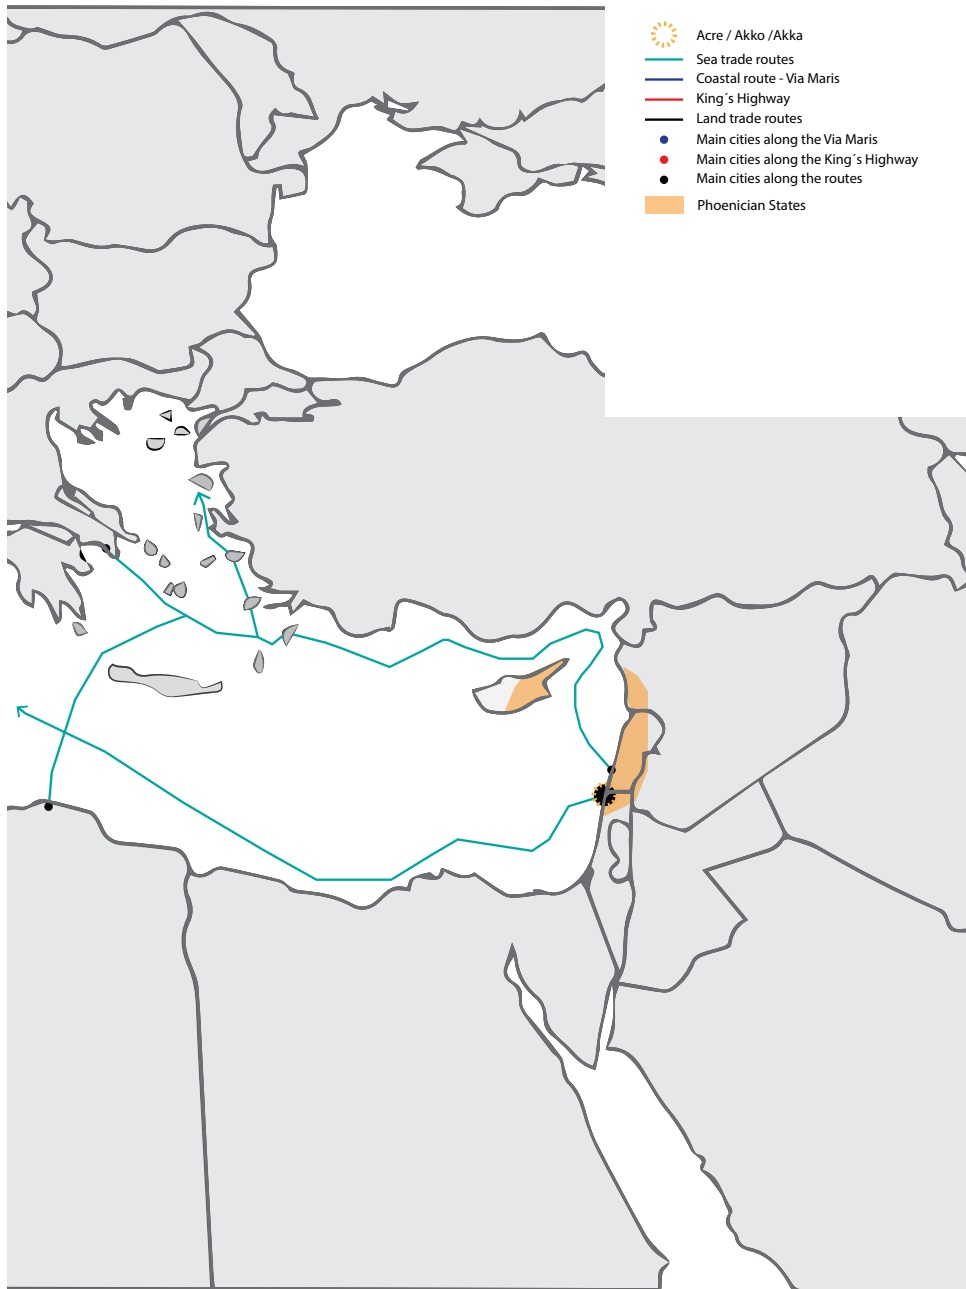 Acre / Akko /Akka
Sea trade routes
Coastal route - Via Maris
King´s Highway
Land trade routes
Main cities along the Via Maris
Main cities along the King´s Highway
Main cities along the routes
Phoenician States